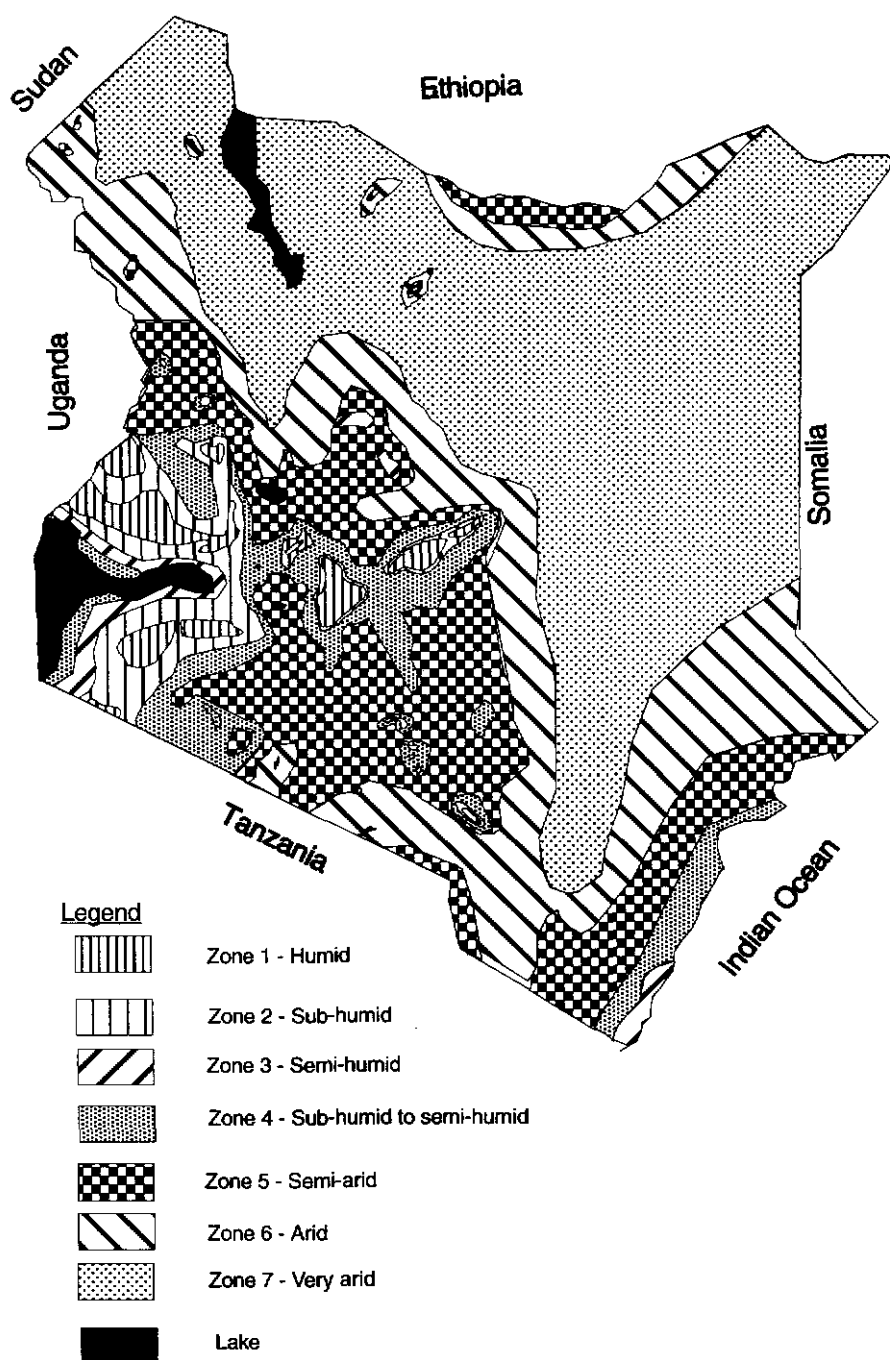 Sudan
Ethiopia
Uganda
Somalia
Tanzania
Indian Ocean
Legend
Zone 1 - Humid
Zone 2 - Sub-humid
Zone 3 - Semi-humid
Zone 4 - Sub-humid to semi-humid
Zone 5 - Semi-arid
Zone 6 - Arid
Zone 7 - Very arid
Lake